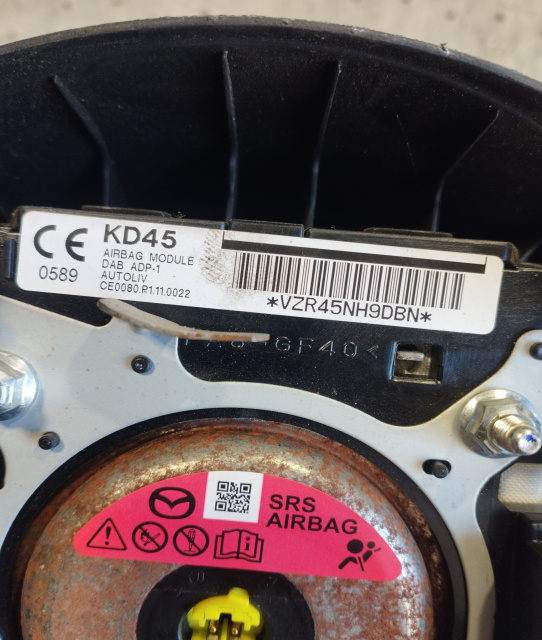 CE KD45
0589
AIRBAG MODULE
DAB ADP-1
AUTOLIV
CE0080.R1.11.0022
*VZR45NH9DBN*
GF40<
SRS
AIRBAG